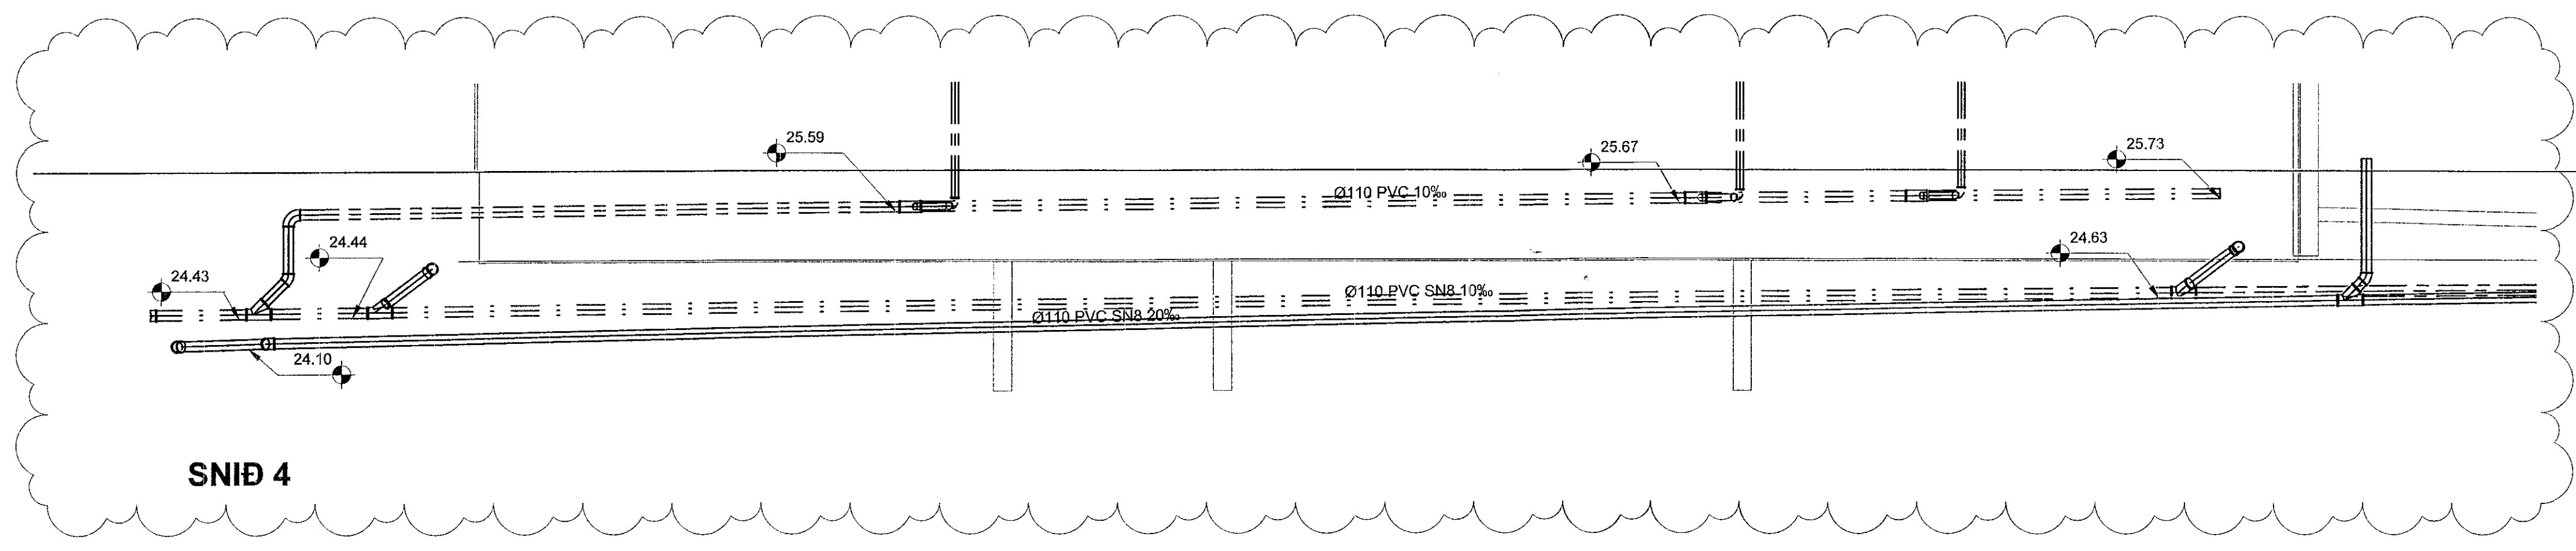 25.59
25.67
25.73
Ø110 PVC 10‰
24.44
24.63
24.43
Ø110 PVC SN8 10‰
Ø110 PVC SN8 20‰
24.10
SNIÐ 4